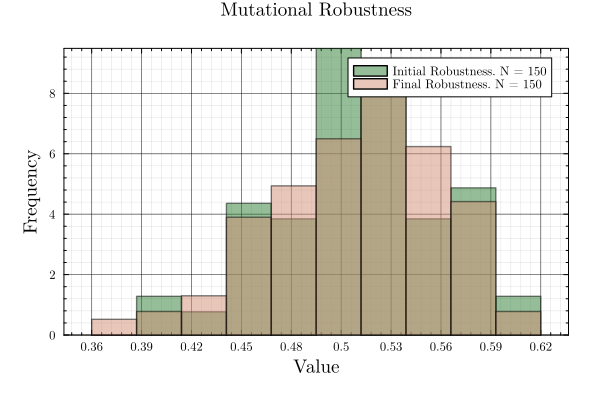 Mutational Robustness
Initial Robustness. N = 150
Final Robustness. N = 150
Frequency
8
6
4
2
0
0.36 0.39 0.42 0.45 0.48 0.5 0.53 0.56 0.59 0.62
Value